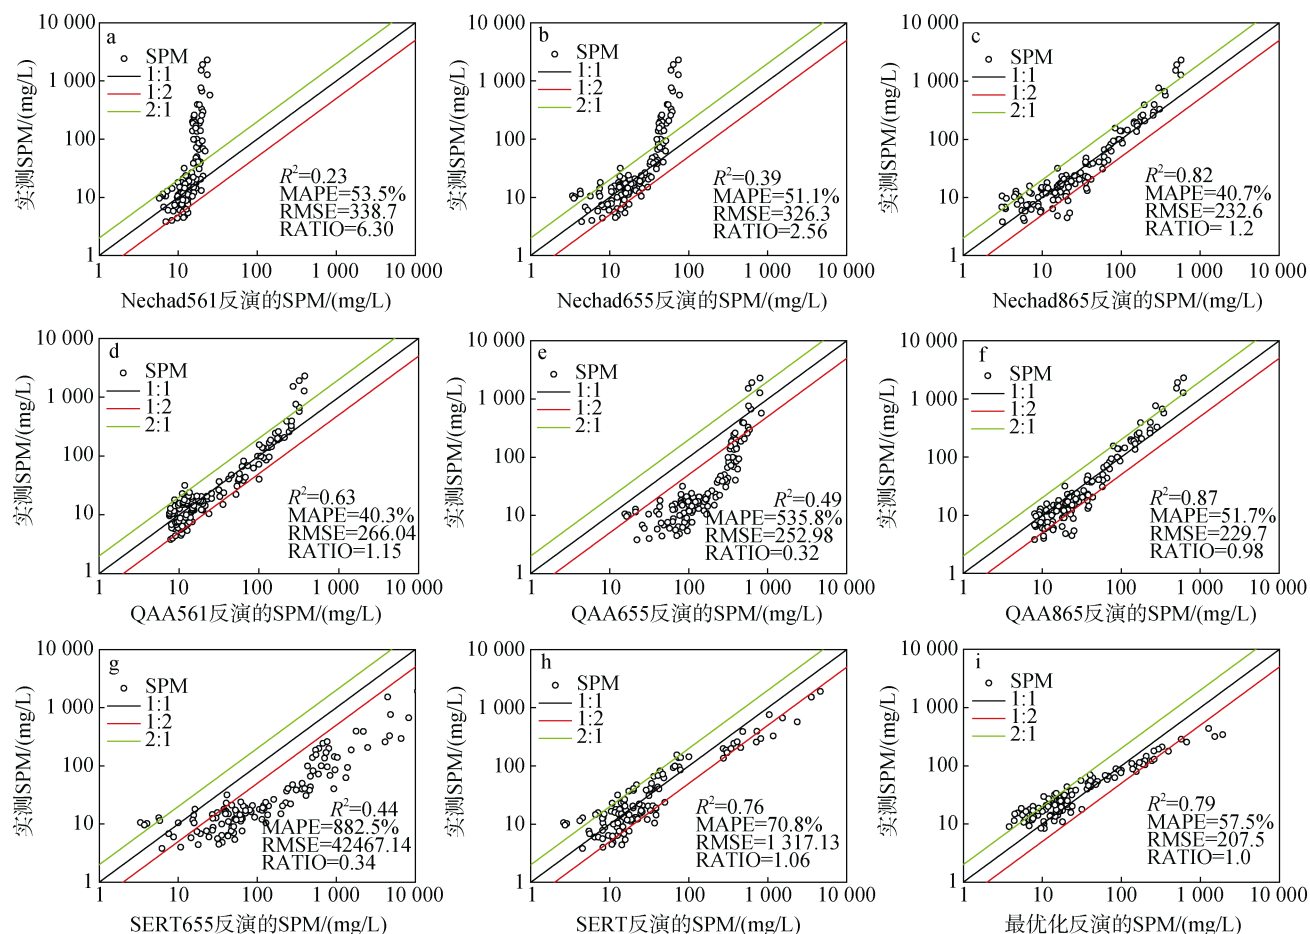 a
10 000
1 000
100
10
1
实测SPM/(mg/L)
SPM
1:1
1:2
2:1
R²=0.23
MAPE=53.5%
RMSE=338.7
RATIO=6.30
1 10 100 1 000 10 000
Nechad561反演的SPM/(mg/L)
b
10 000
1 000
100
10
1
实测SPM/(mg/L)
SPM
1:1
1:2
2:1
R²=0.39
MAPE=51.1%
RMSE=326.3
RATIO=2.56
1 10 100 1 000 10 000
Nechad655反演的SPM/(mg/L)
c
10 000
1 000
100
10
1
实测SPM/(mg/L)
SPM
1:1
1:2
2:1
R²=0.82
MAPE=40.7%
RMSE=232.6
RATIO= 1.2
1 10 100 1 000 10 000
Nechad865反演的SPM/(mg/L)
d
10 000
1 000
100
10
1
实测SPM/(mg/L)
SPM
1:1
1:2
2:1
R²=0.63
MAPE=40.3%
RMSE=266.04
RATIO=1.15
1 10 100 1 000 10 000
QAA561反演的SPM/(mg/L)
e
10 000
1 000
100
10
1
实测SPM/(mg/L)
SPM
1:1
1:2
2:1
R²=0.49
MAPE=535.8%
RMSE=252.98
RATIO=0.32
1 10 100 1 000 10 000
QAA655反演的SPM/(mg/L)
f
10 000
1 000
100
10
1
实测SPM/(mg/L)
SPM
1:1
1:2
2:1
R²=0.87
MAPE=51.7%
RMSE=229.7
RATIO=0.98
1 10 100 1 000 10 000
QAA865反演的SPM/(mg/L)
g
10 000
1 000
100
10
1
实测SPM/(mg/L)
SPM
1:1
1:2
2:1
R²=0.44
MAPE=882.5%
RMSE=42467.14
RATIO=0.34
1 10 100 1 000 10 000
SERT655反演的SPM/(mg/L)
h
10 000
1 000
100
10
1
实测SPM/(mg/L)
SPM
1:1
1:2
2:1
R²=0.76
MAPE=70.8%
RMSE=1 317.13
RATIO=1.06
1 10 100 1 000 10 000
SERT反演的SPM/(mg/L)
i
10 000
1 000
100
10
1
实测SPM/(mg/L)
SPM
1:1
1:2
2:1
R²=0.79
MAPE=57.5%
RMSE=207.5
RATIO=1.0
1 10 100 1 000 10 000
最优化反演的SPM/(mg/L)